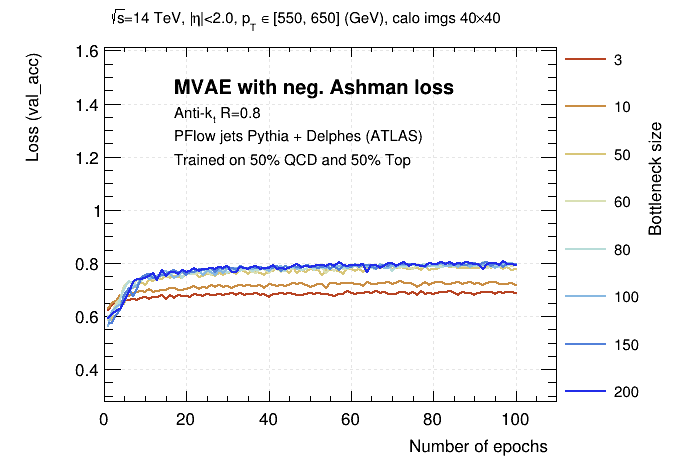 √s=14 TeV, |η|<2.0, p_T ∈ [550, 650] (GeV), calo imgs 40×40
Loss (val_acc)
1.6
1.4
1.2
1
0.8
0.6
0.4
MVAE with neg. Ashman loss
Anti-k_t R=0.8
PFlow jets Pythia + Delphes (ATLAS)
Trained on 50% QCD and 50% Top
0 20 40 60 80 100
Number of epochs
3
10
50
60
80
100
150
200
Bottleneck size